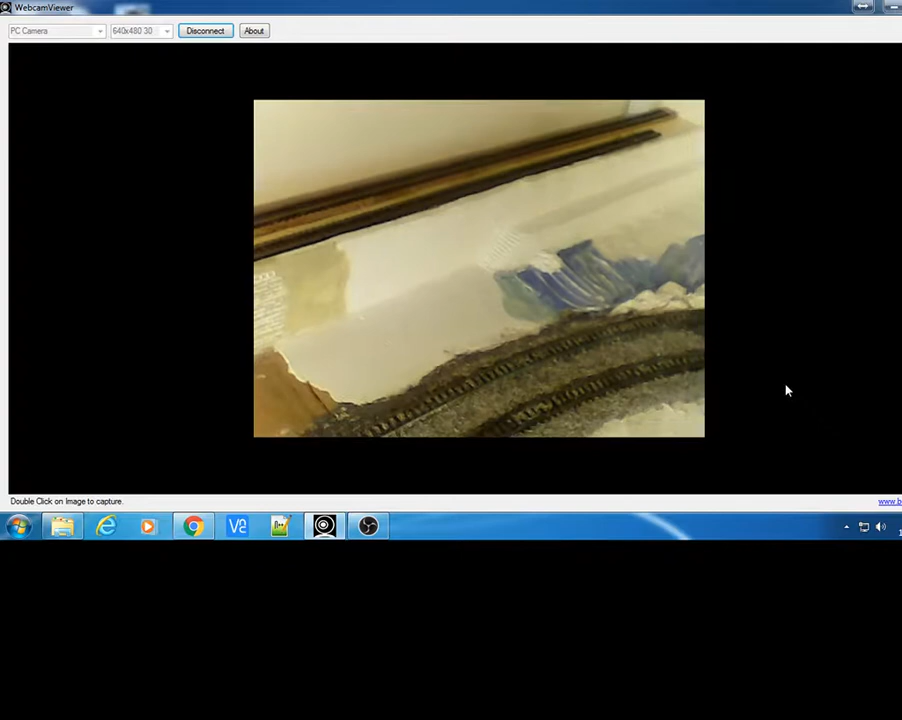 WebcamViewer
PC Camera
640x480 30
Disconnect
About
Double Click on Image to capture.